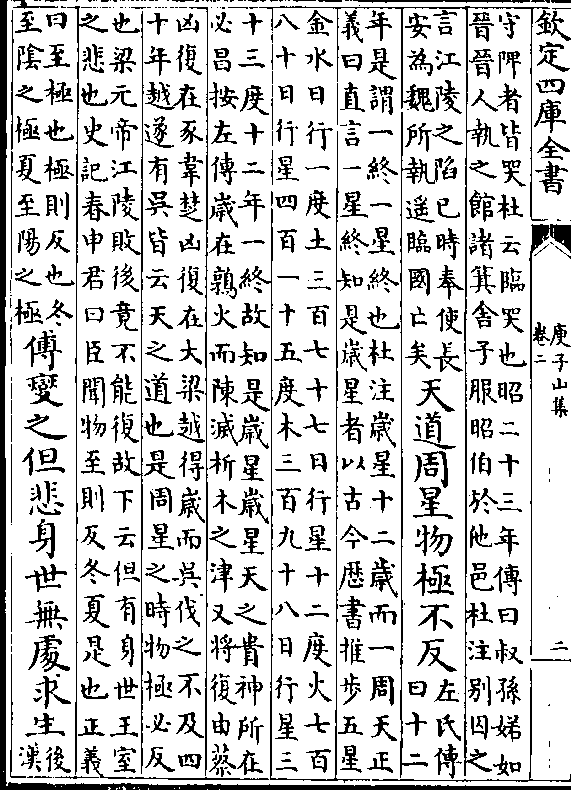 欽定四庫全書
庾子山集
卷二
二
守陴者皆哭杜云臨哭也昭二十三年傳曰叔孫婼如
晉晉人執之館諸箕舍子服昭伯於他邑杜注別囚之
言江陵之陷已時奉使長
安為魏所執遥臨國亡矣
天道周星物極不反
左氏傳
曰十二
年是謂一終一星終也杜注歲星十二歲而一周天正
義曰直言一星終知是歲星者以古今厯書推步五星
金水日行一度土三百七十七日行星十二度火七百
八十日行星四百一十五度木三百九十八日行星三
十三度十二年一終故知是歲星歲星天之貴神所在
必昌按左傳歲在鶉火而陳滅析木之津又將復由蔡
凶復在豕韋楚凶復在大梁越得歲而吳伐之不及四
十年越遂有吳皆云天之道也是周星之時物極必反
也梁元帝江陵敗後竟不能復故下云但有身世王室
之悲也史記春申君曰臣聞物至則反冬夏是也正義
曰至極也極則反也冬
至陰之極夏至陽之極
傅燮之但悲身世無處求生
後
漢